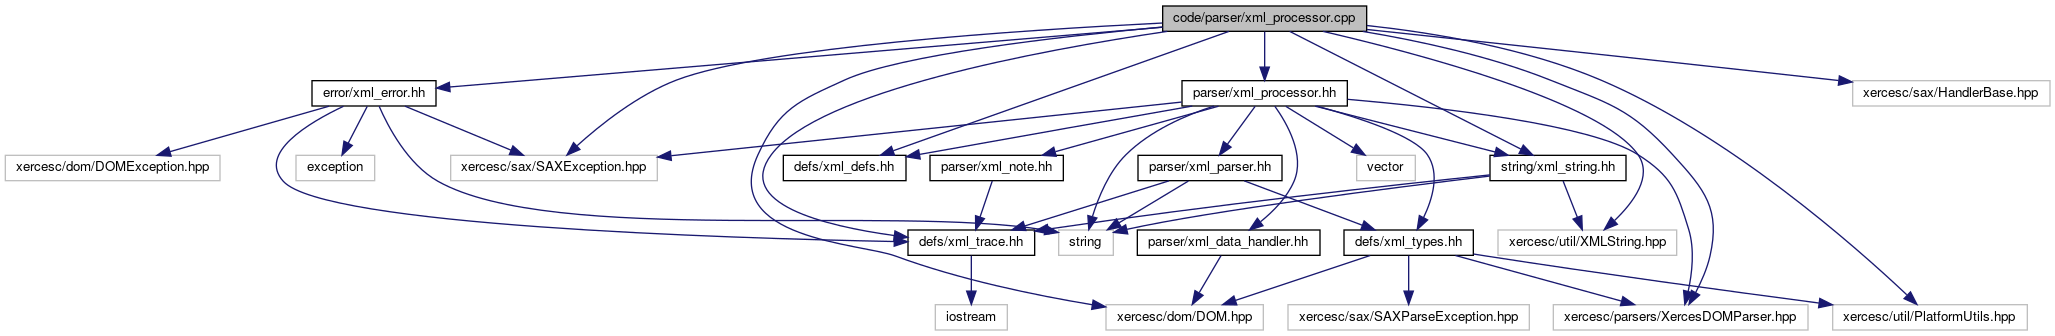 code/parser/xml_processor.cpp
error/xml_error.hh
parser/xml_processor.hh
xercesc/sax/HandlerBase.hpp
xercesc/dom/DOMException.hpp
exception
xercesc/sax/SAXException.hpp
defs/xml_defs.hh
parser/xml_note.hh
parser/xml_parser.hh
vector
string/xml_string.hh
defs/xml_trace.hh
string
parser/xml_data_handler.hh
defs/xml_types.hh
xercesc/util/XMLString.hpp
iostream
xercesc/dom/DOM.hpp
xercesc/sax/SAXParseException.hpp
xercesc/parsers/XercesDOMParser.hpp
xercesc/util/PlatformUtils.hpp